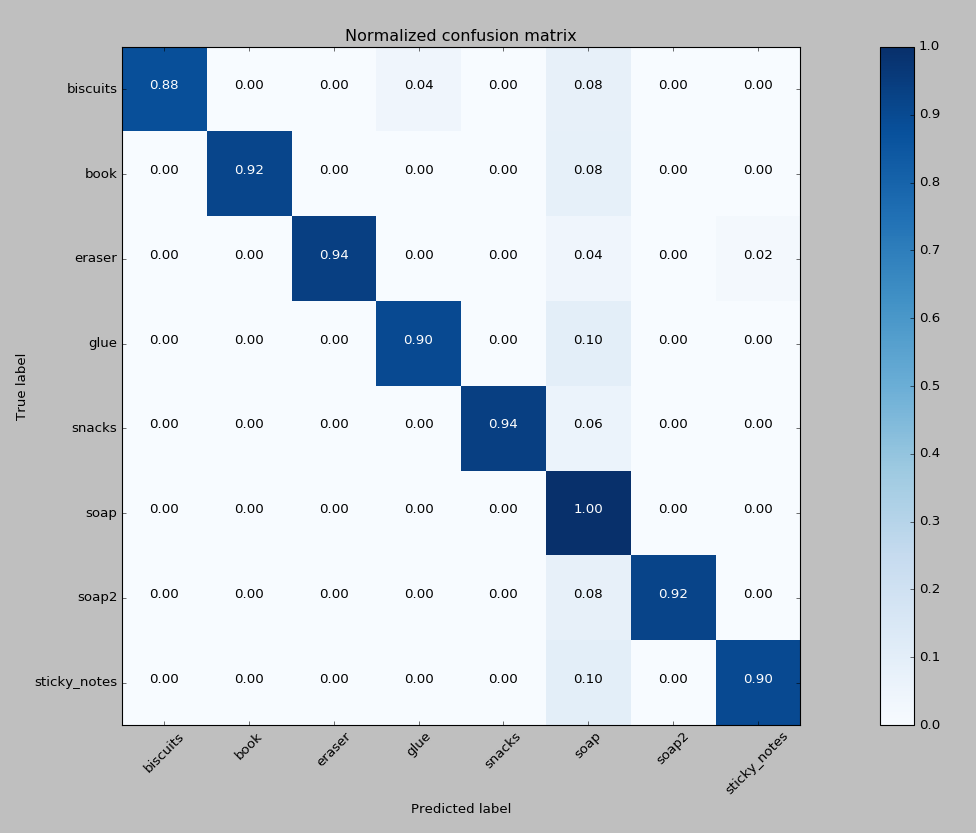 Normalized confusion matrix
biscuits 0.88 0.00 0.00 0.04 0.00 0.08 0.00 0.00
book 0.00 0.92 0.00 0.00 0.00 0.08 0.00 0.00
eraser 0.00 0.00 0.94 0.00 0.00 0.04 0.00 0.02
glue 0.00 0.00 0.00 0.90 0.00 0.10 0.00 0.00
snacks 0.00 0.00 0.00 0.00 0.94 0.06 0.00 0.00
soap 0.00 0.00 0.00 0.00 0.00 1.00 0.00 0.00
soap2 0.00 0.00 0.00 0.00 0.00 0.08 0.92 0.00
sticky_notes 0.00 0.00 0.00 0.00 0.00 0.10 0.00 0.90
biscuits book eraser glue snacks soap soap2 sticky_notes
True label
Predicted label
1.0
0.9
0.8
0.7
0.6
0.5
0.4
0.3
0.2
0.1
0.0